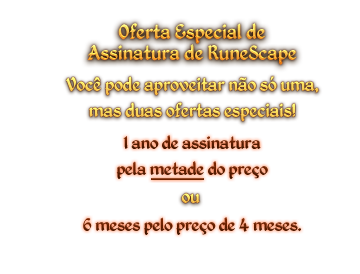 Oferta Especial de
Assinatura de RuneScape
Você pode aproveitar não só uma,
mas duas ofertas especiais!
1 ano de assinatura
pela metade do preço
ou
6 meses pelo preço de 4 meses.